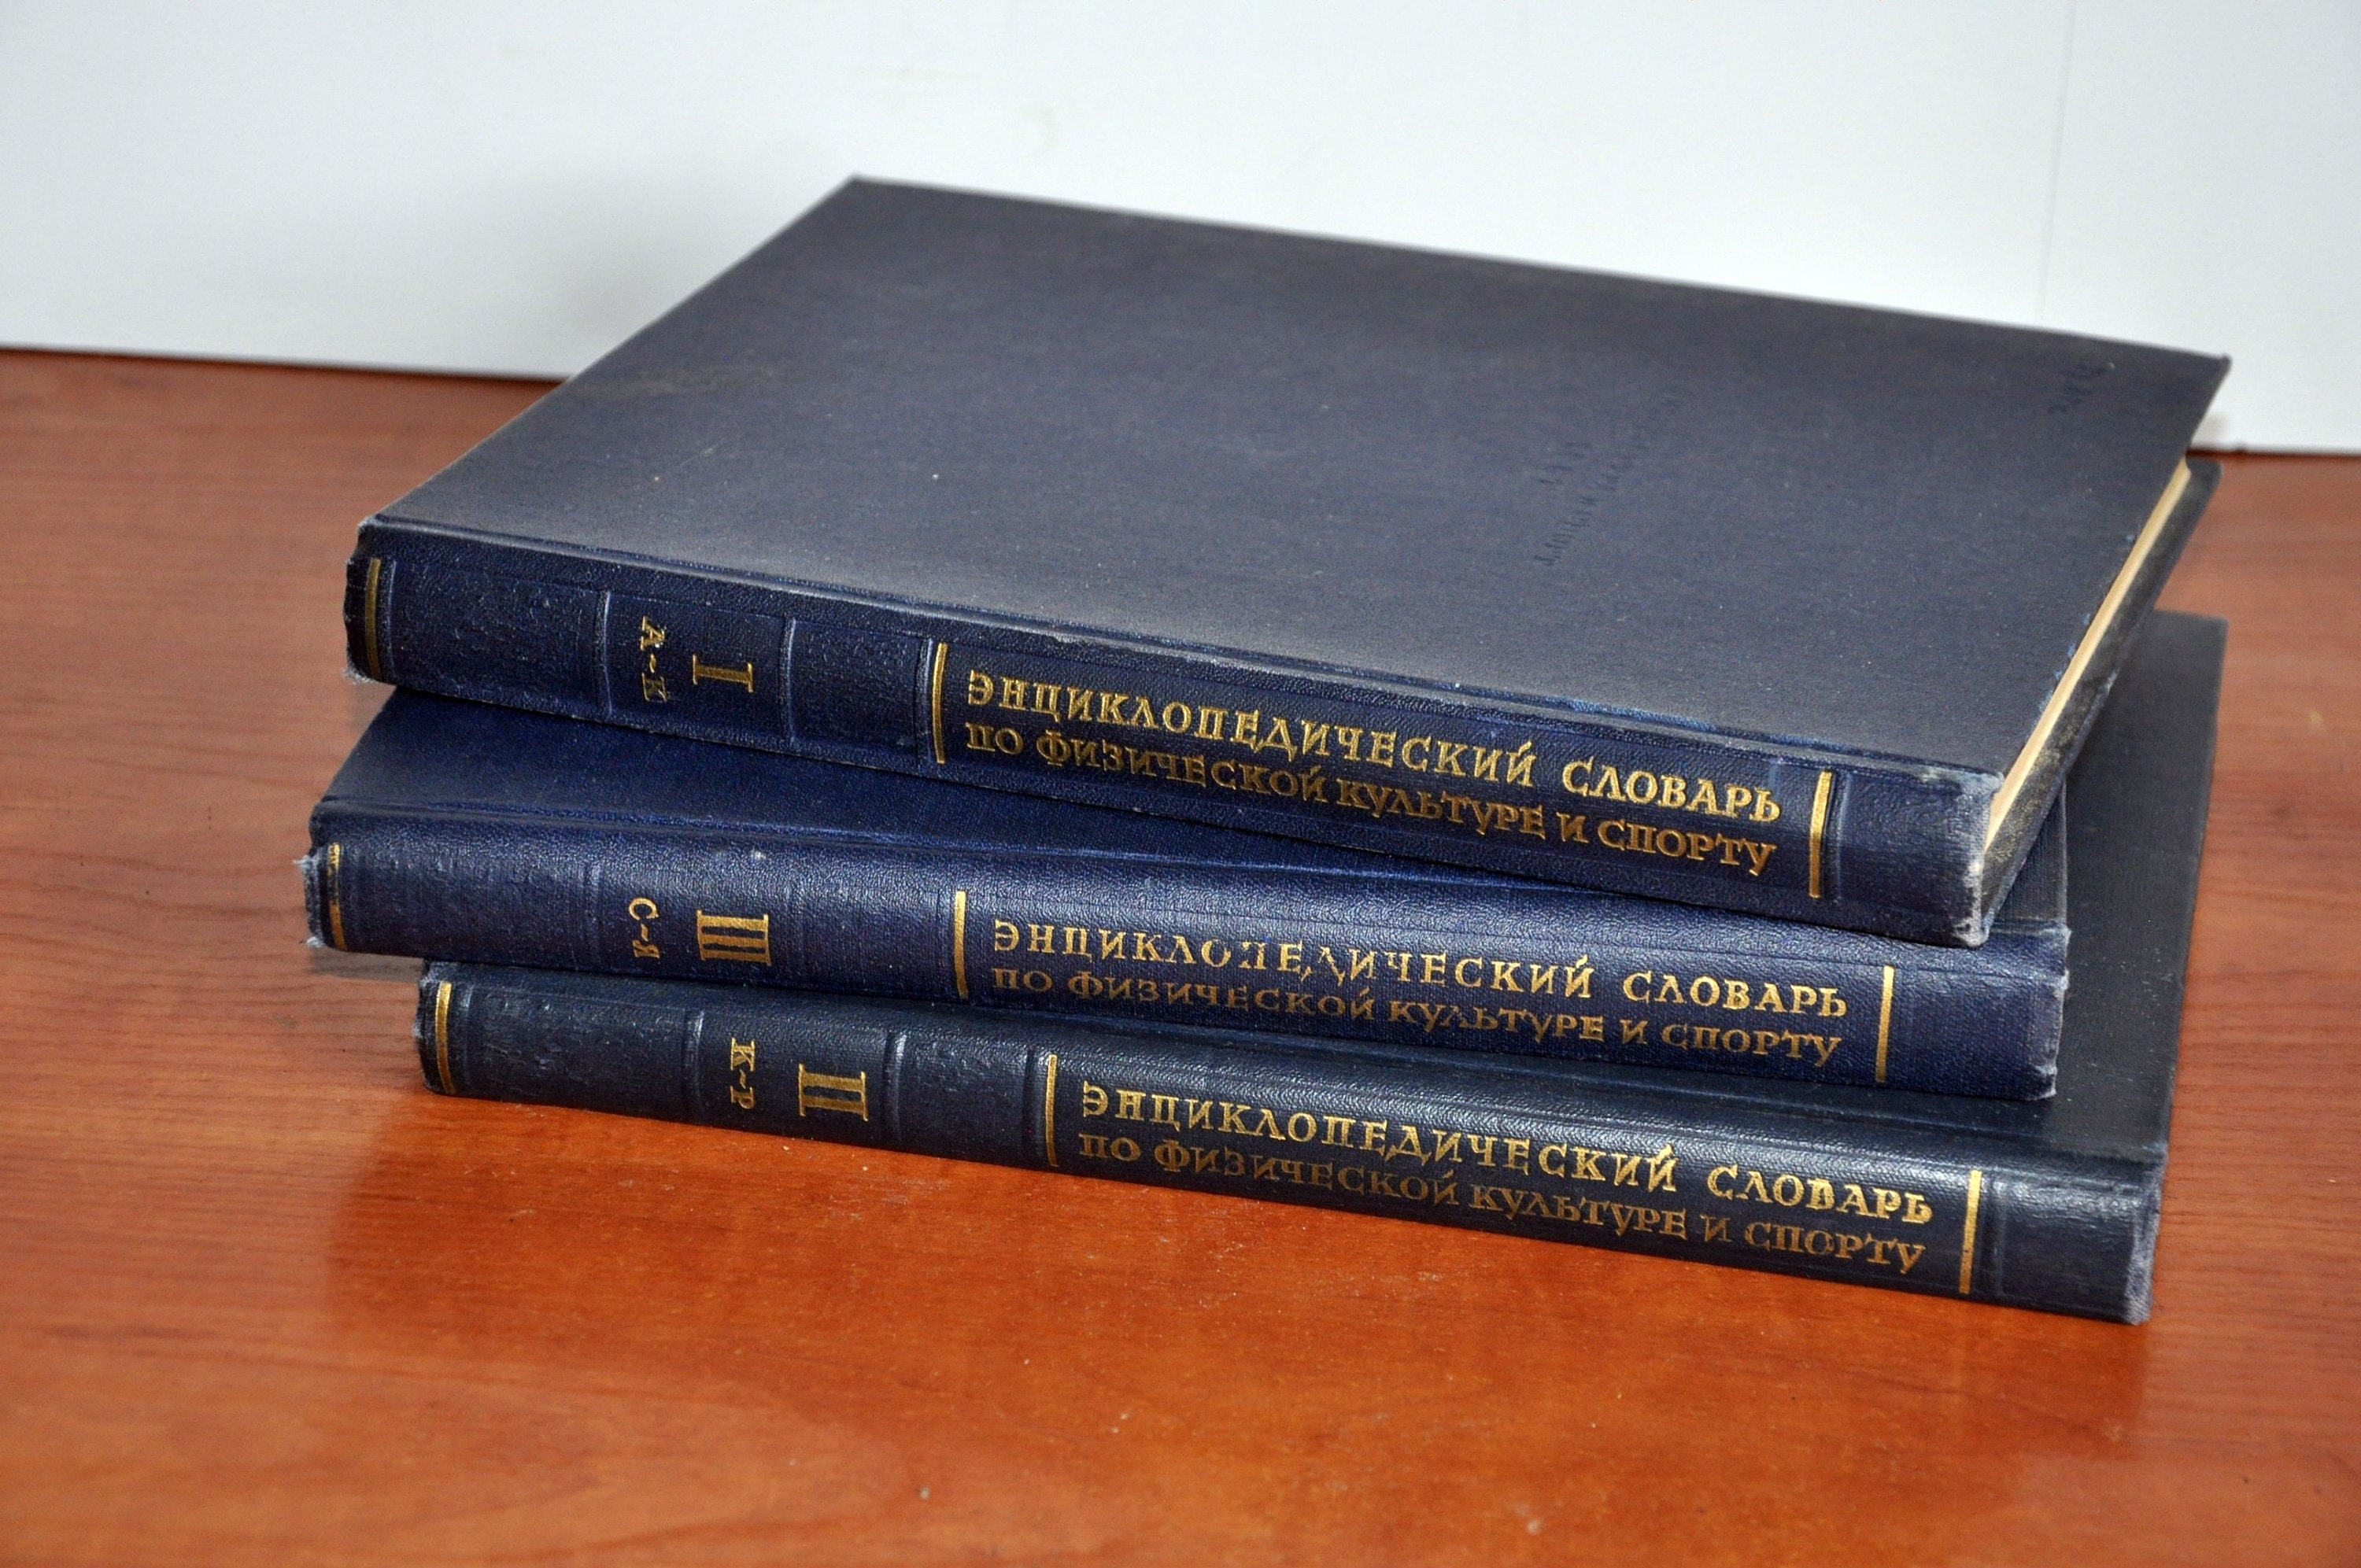 I
А~И
ЭНЦИКЛОПЕДИЧЕСКИЙ СЛОВАРЬ
ПО ФИЗИЧЕСКОЙ КУЛЬТУРЕ И СПОРТУ
III
С~Я
ЭНЦИКЛОПЕДИЧЕСКИЙ СЛОВАРЬ
ПО ФИЗИЧЕСКОЙ КУЛЬТУРЕ И СПОРТУ
II
К~Р
ЭНЦИКЛОПЕДИЧЕСКИЙ СЛОВАРЬ
ПО ФИЗИЧЕСКОЙ КУЛЬТУРЕ И СПОРТУ